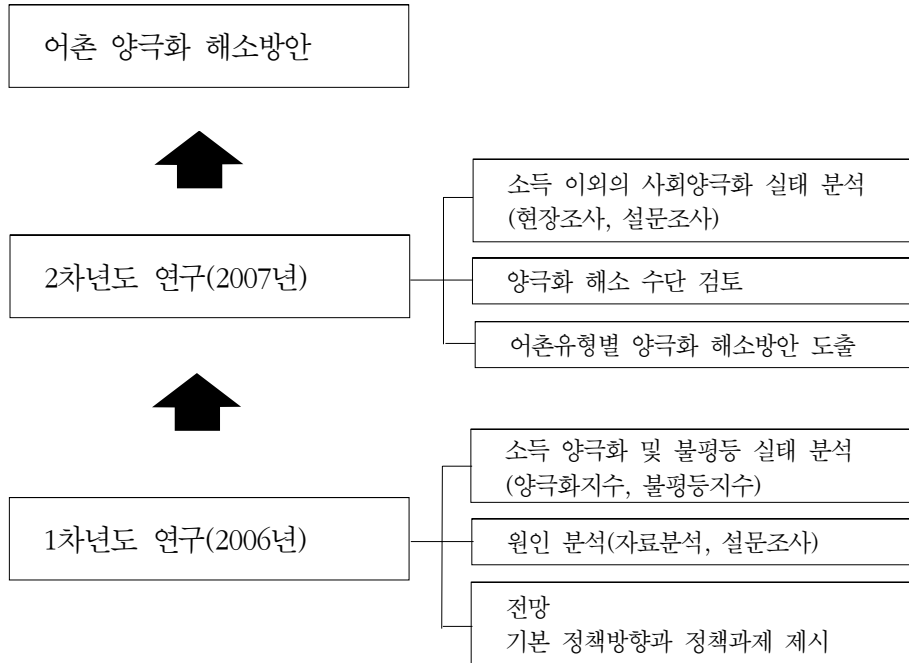 어촌 양극화 해소방안
소득 이외의 사회양극화 실태 분석
(현장조사, 설문조사)
2차년도 연구(2007년)
양극화 해소 수단 검토
어촌유형별 양극화 해소방안 도출
소득 양극화 및 불평등 실태 분석
(양극화지수, 불평등지수)
1차년도 연구(2006년)
원인 분석(자료분석, 설문조사)
전망
기본 정책방향과 정책과제 제시